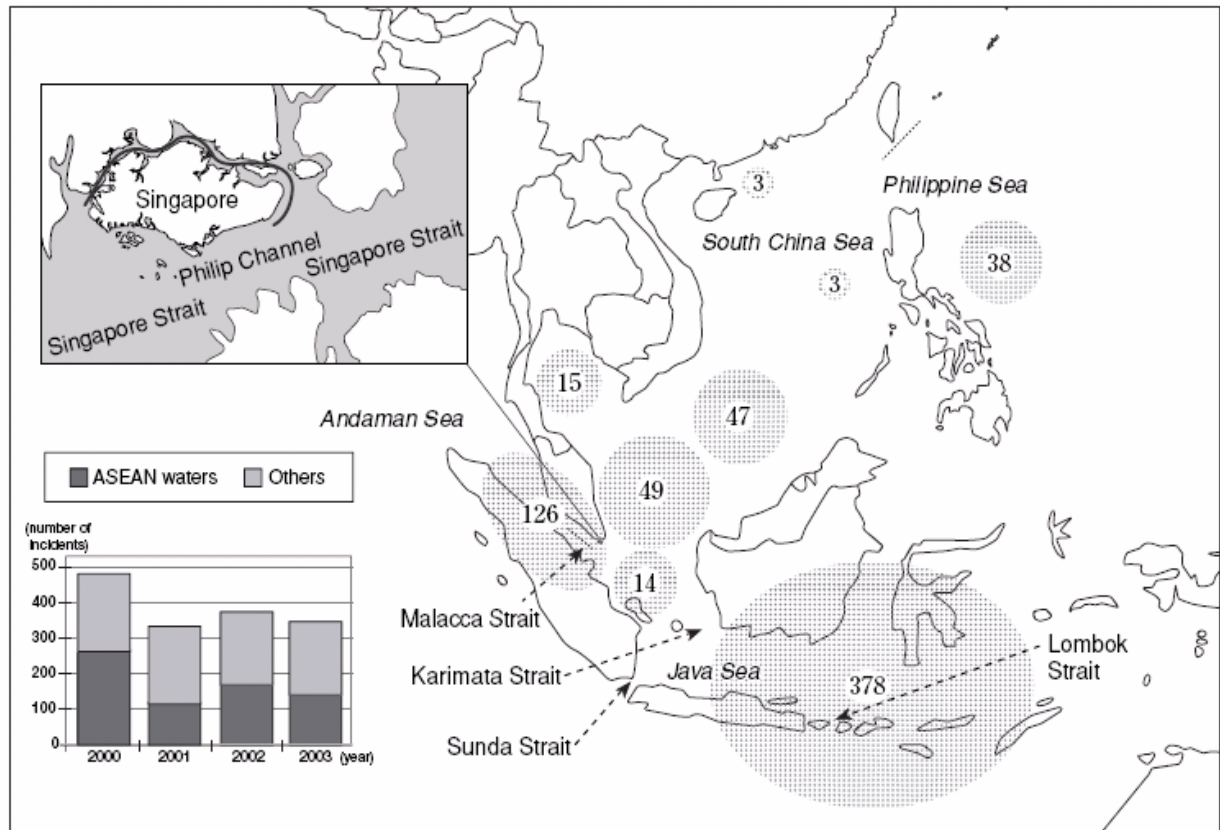 Singapore
Philip Channel
Singapore Strait
Singapore Strait
3
Philippine Sea
South China Sea
38
3
15
47
Andaman Sea
49
126
14
Malacca Strait
Karimata Strait
Java Sea
378
Lombok
Strait
Sunda Strait
ASEAN waters
Others
(number of
incidents)
500
400
300
200
100
0
2000 2001 2002 2003 (year)